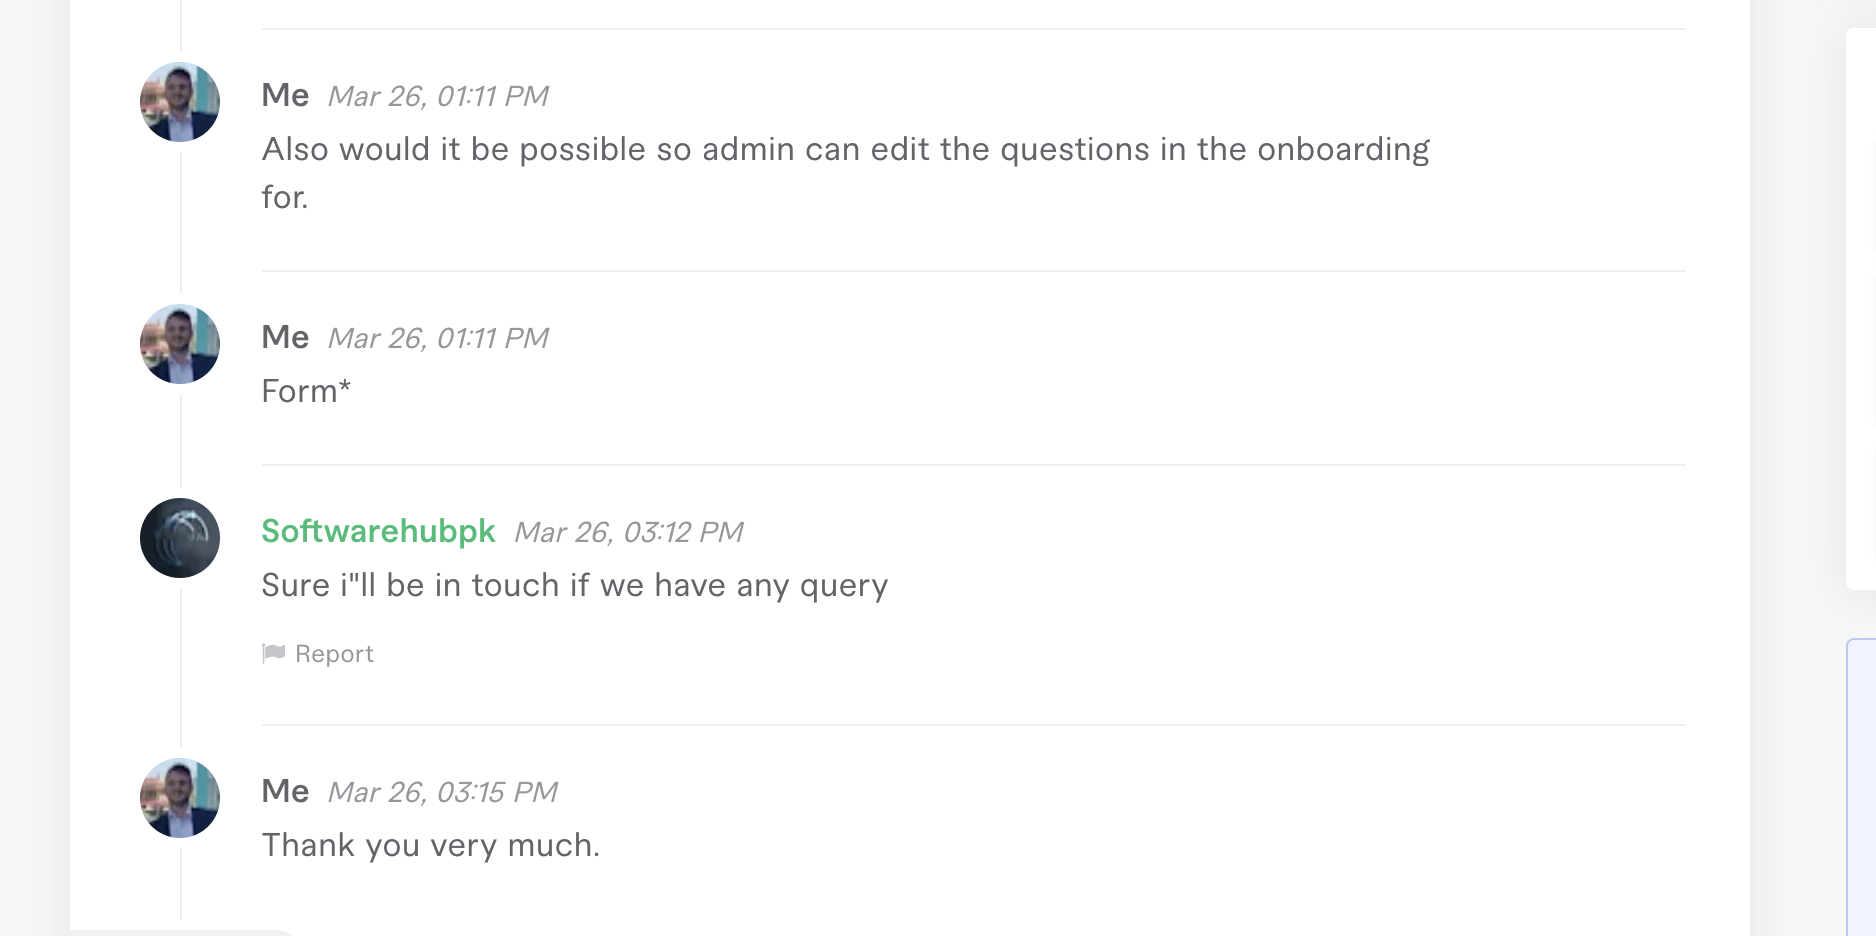 Me Mar 26, 01:11 PM
Also would it be possible so admin can edit the questions in the onboarding
for.
Me Mar 26, 01:11 PM
Form*
Softwarehubpk Mar 26, 03:12 PM
Sure i"ll be in touch if we have any query
Report
Me Mar 26, 03:15 PM
Thank you very much.